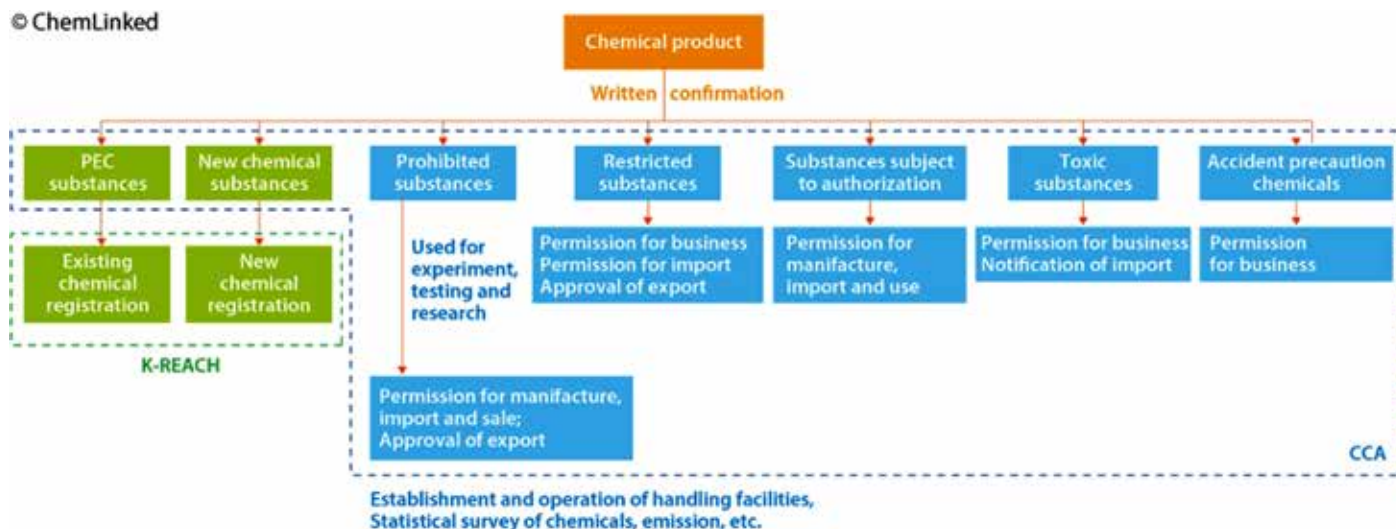 © ChemLinked
Chemical product
Written confirmation
PEC
substances
New chemical
substances
Prohibited
substances
Restricted
substances
Substances subject
to authorization
Toxic
substances
Accident precaution
chemicals
Existing
chemical
registration
New
chemical
registration
K-REACH
Used for
experiment,
testing and
research
Permission for business
Permission for import
Approval of export
Permission for
manifacture,
import and use
Permission for business
Notification of import
Permission
for business
Permission for manifacture,
import and sale;
Approval of export
CCA
Establishment and operation of handling facilities,
Statistical survey of chemicals, emission, etc.